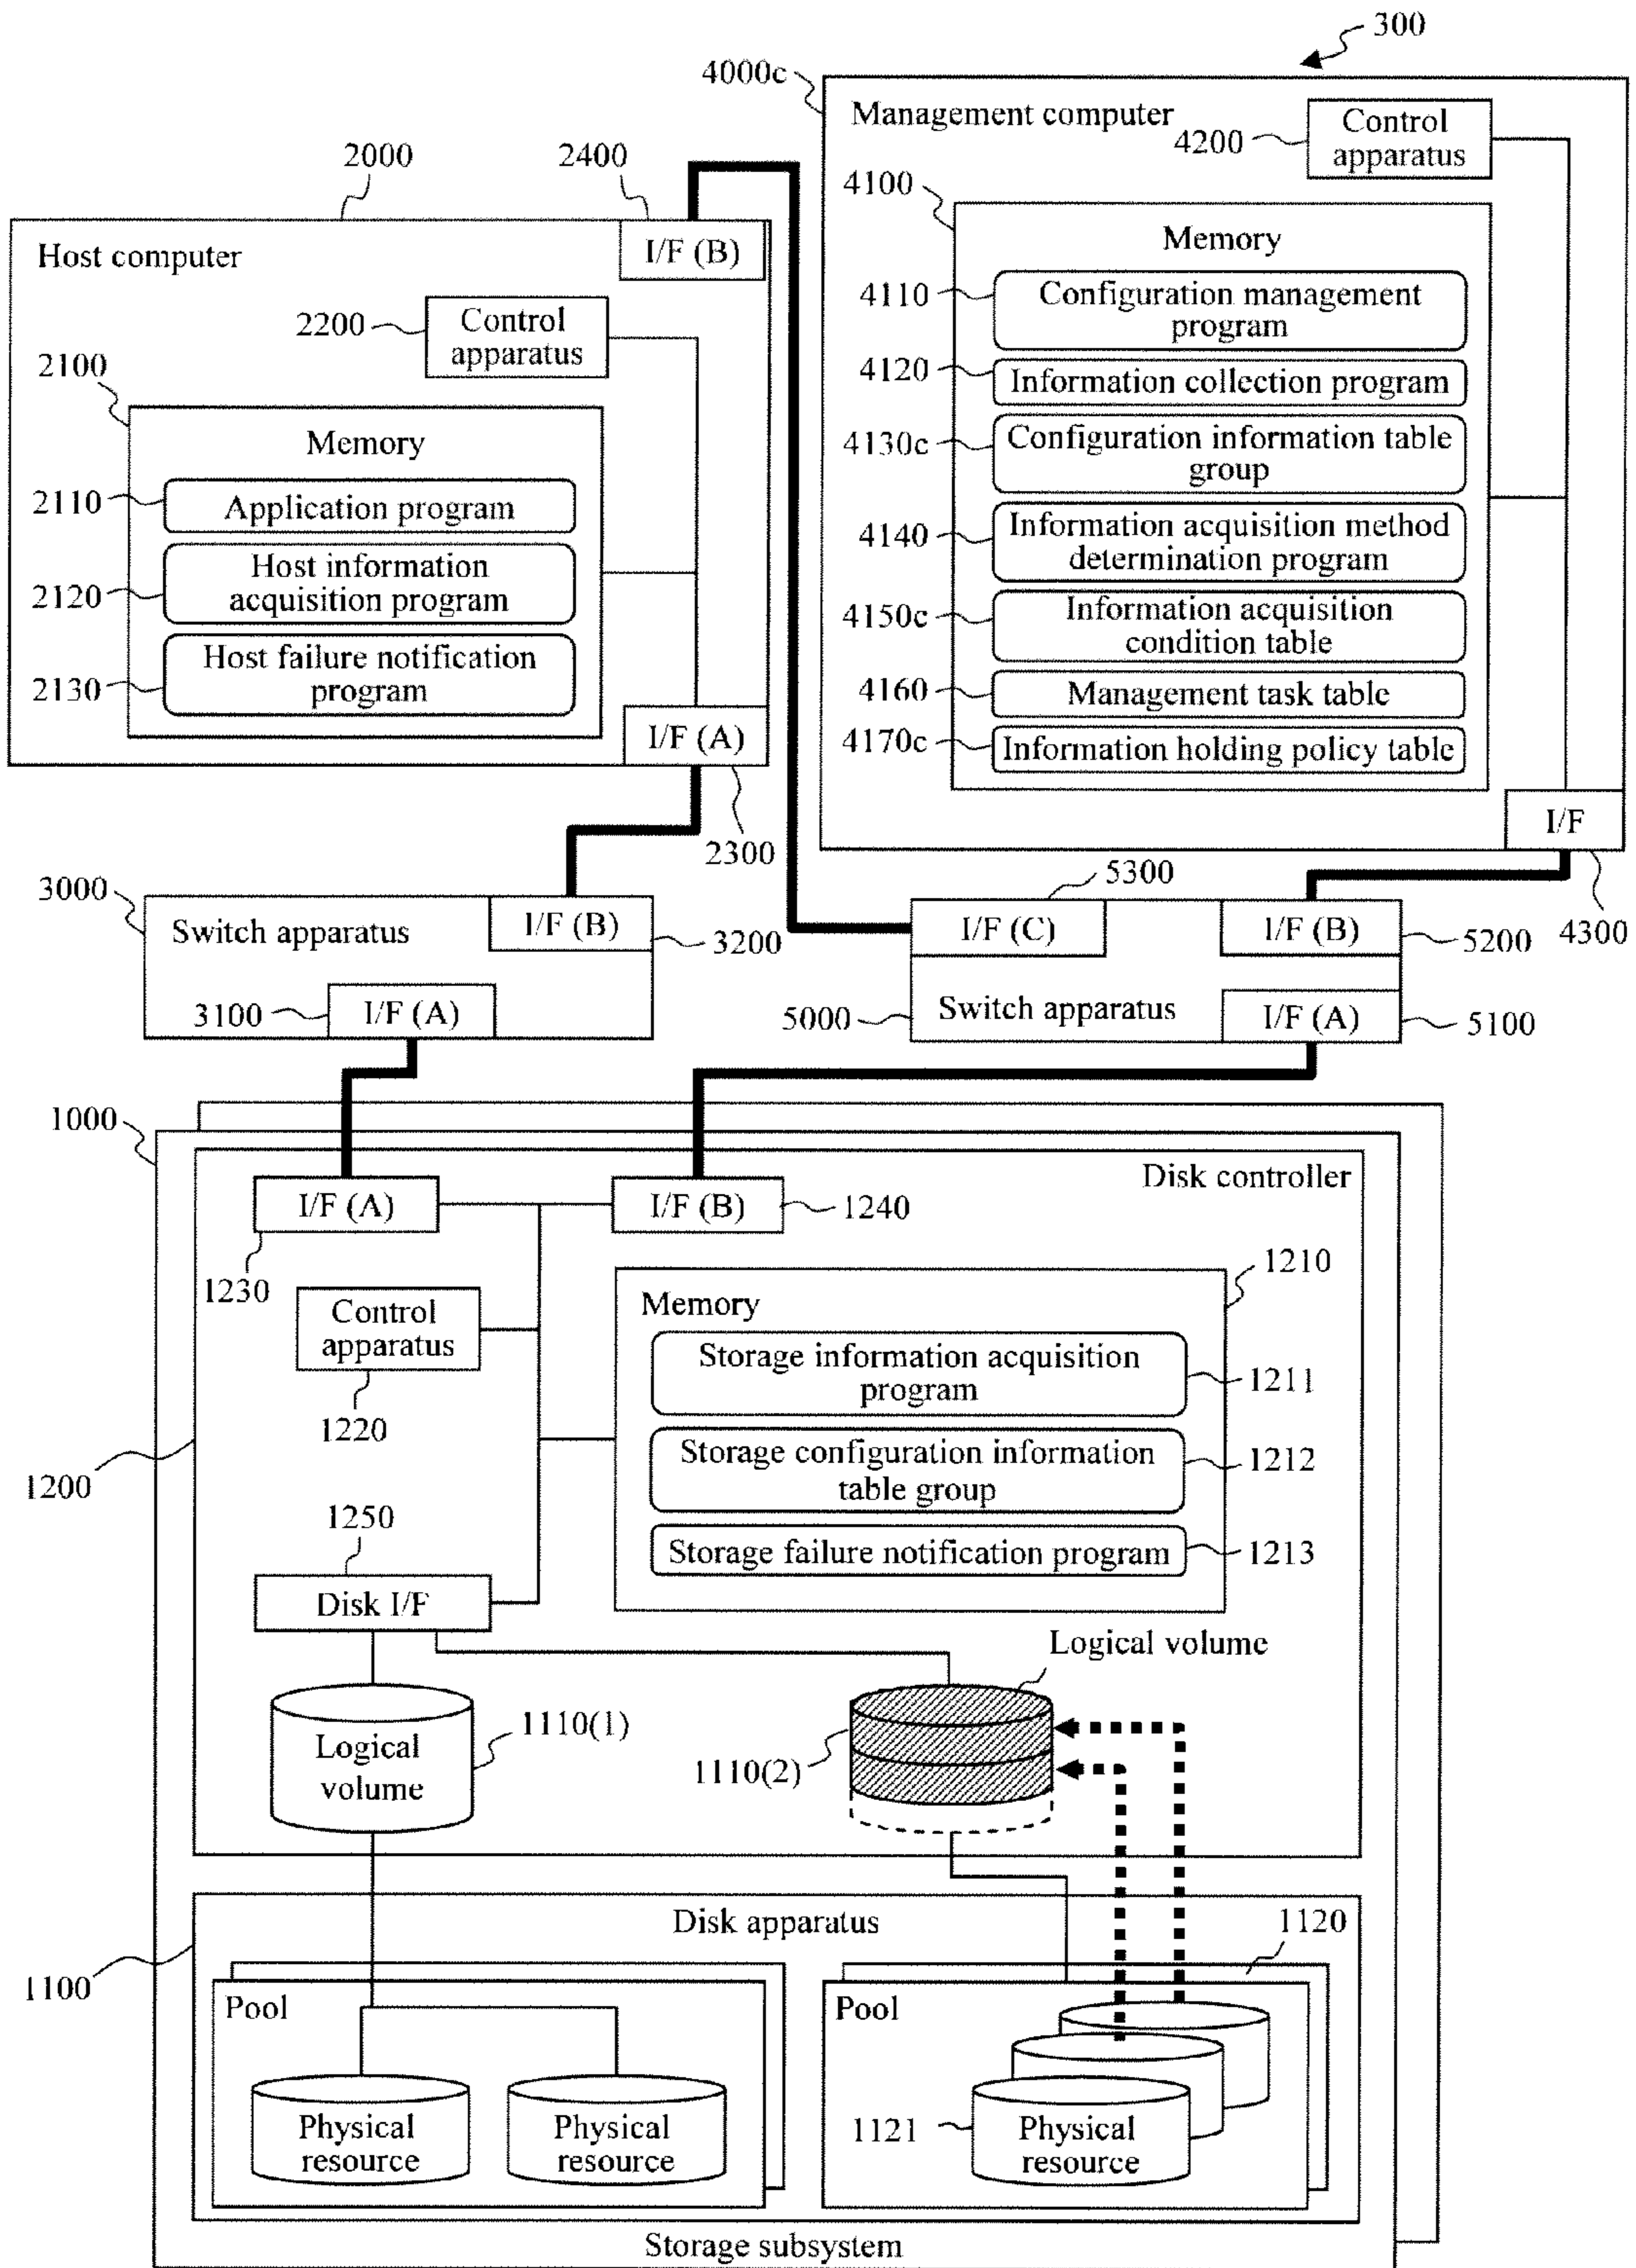 300
4000c
Management computer
4200
Control
apparatus
4100
Memory
4110
Configuration management
program
4120
Information collection program
4130c
Configuration information table
group
4140
Information acquisition method
determination program
4150c
Information acquisition
condition table
4160
Management task table
4170c
Information holding policy table
I/F
4300
2000
2400
Host computer
I/F (B)
2200
Control
apparatus
2100
Memory
2110
Application program
2120
Host information
acquisition program
2130
Host failure notification
program
I/F (A)
2300
3000
Switch apparatus
I/F (B)
3200
3100
I/F (A)
5300
I/F (C)
I/F (B)
5200
5000
Switch apparatus
I/F (A)
5100
1000
Disk controller
I/F (A)
I/F (B)
1240
1230
1210
Control
apparatus
1220
Memory
Storage information acquisition
program
1211
Storage configuration information
table group
1212
Storage failure notification program
1213
1200
1250
Disk I/F
Logical volume
Logical
volume
1110(1)
1110(2)
Disk apparatus
1120
1100
Pool
Physical
resource
Physical
resource
Pool
1121
Physical
resource
Storage subsystem